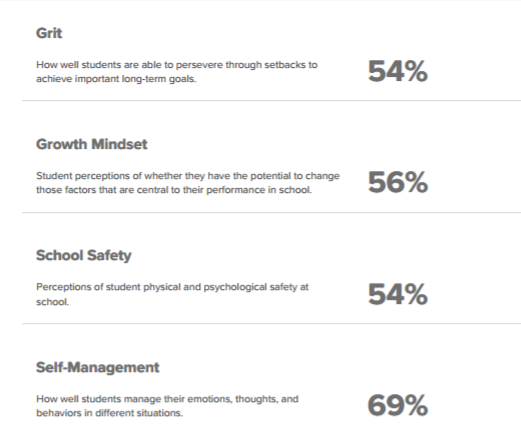 Grit
How well students are able to persevere through setbacks to
achieve important long-term goals.
54%
Growth Mindset
Student perceptions of whether they have the potential to change
those factors that are central to their performance in school.
56%
School Safety
Perceptions of student physical and psychological safety at
school.
54%
Self-Management
How well students manage their emotions, thoughts, and
behaviors in different situations.
69%